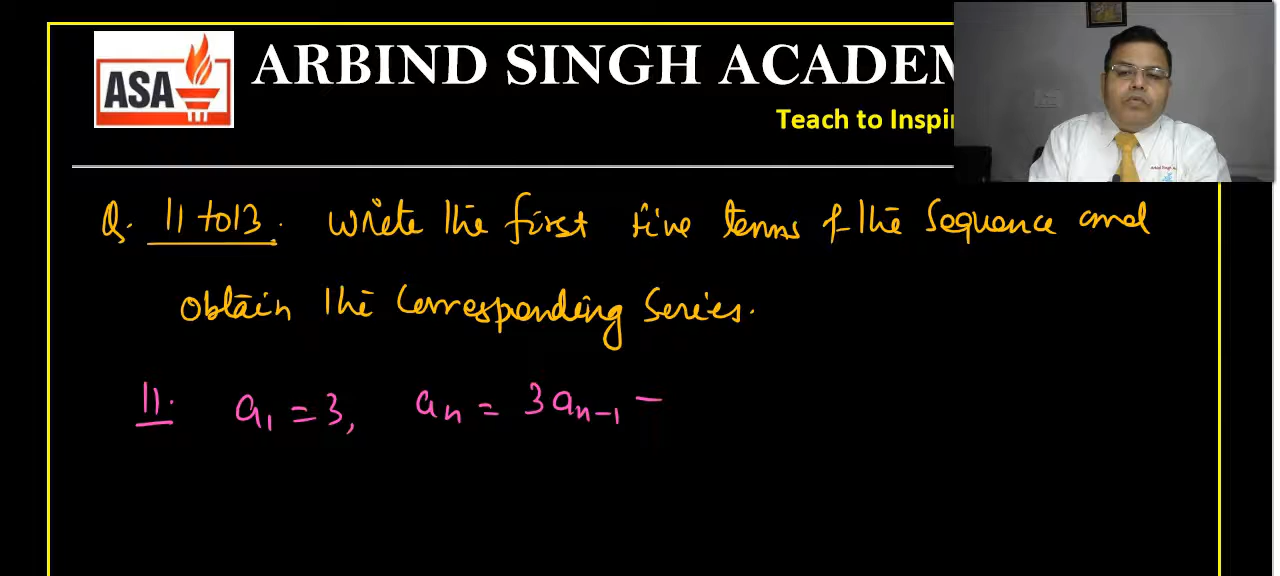 ASA
ARBIND SINGH ACADEM
Teach to Inspir
Q. 11 to 13. Write the first five terms of the Sequence and
Obtain the Corresponding Series.
11. a₁ = 3, aₙ = 3aₙ₋₁ –